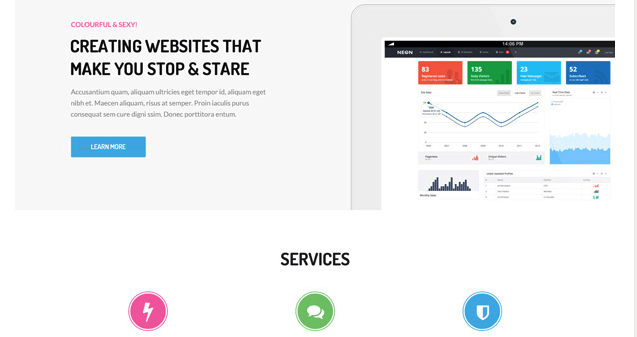 COLOURFUL & SEXY!
CREATING WEBSITES THAT
MAKE YOU STOP & STARE
Accusantium quam, aliquam ultricies eget tempor id, aliquam eget
nibh et. Maecen aliquam, risus at semper. Proin iaculis purus
consequat sem cure digni ssim. Donec porttitora entum.
LEARN MORE
14:06 PM
NEON
83
135
23
52
SERVICES